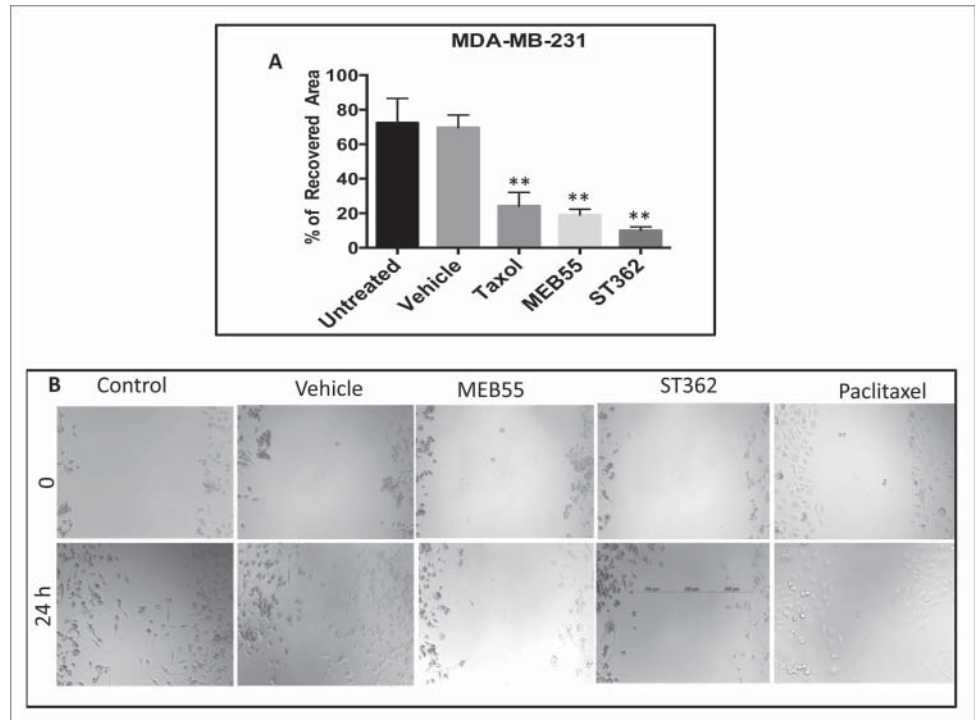 MDA-MB-231
A
% of Recovered Area
100
80
60
40
20
0
**
**
**
Untreated
Vehicle
Taxol
MEB55
ST362
B
Control
Vehicle
MEB55
ST362
Paclitaxel
0
24 h